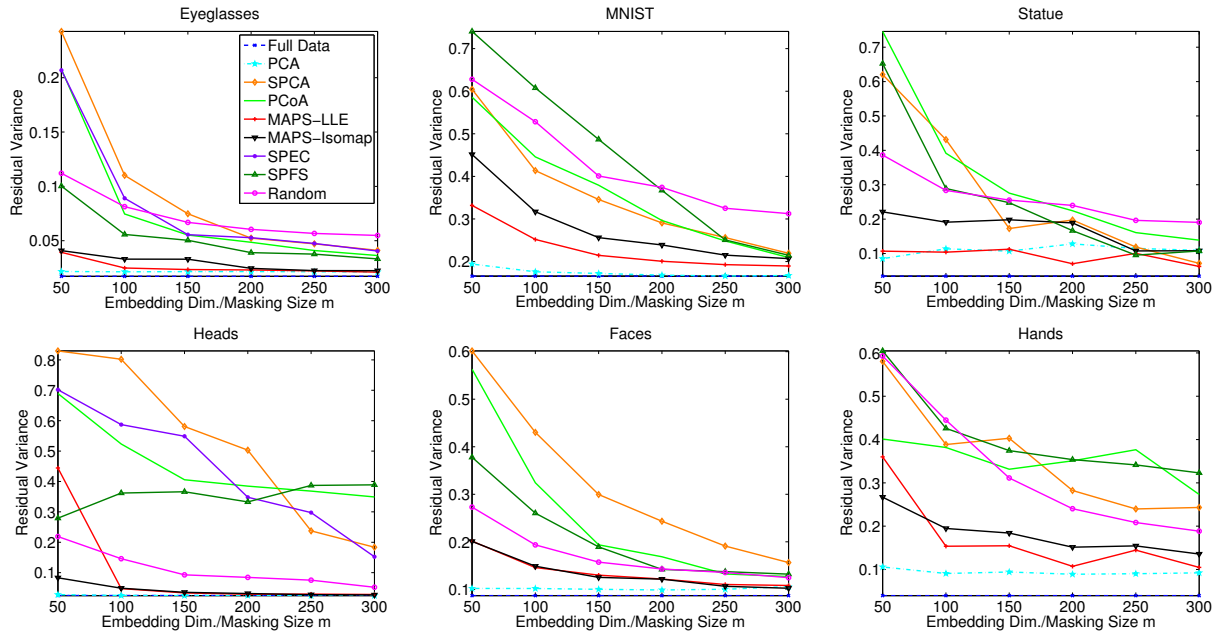 Eyeglasses
MNIST
Statue
Residual Variance
0.2
0.15
0.1
0.05
Full Data
PCA
SPCA
PCoA
MAPS-LLE
MAPS-Isomap
SPEC
SPFS
Random
50 100 150 200 250 300
Embedding Dim./Masking Size m
Residual Variance
0.7
0.6
0.5
0.4
0.3
0.2
50 100 150 200 250 300
Embedding Dim./Masking Size m
Residual Variance
0.7
0.6
0.5
0.4
0.3
0.2
0.1
50 100 150 200 250 300
Embedding Dim./Masking Size m
Heads
Faces
Hands
Residual Variance
0.8
0.7
0.6
0.5
0.4
0.3
0.2
0.1
50 100 150 200 250 300
Embedding Dim./Masking Size m
Residual Variance
0.6
0.5
0.4
0.3
0.2
0.1
50 100 150 200 250 300
Embedding Dim./Masking Size m
Residual Variance
0.6
0.5
0.4
0.3
0.2
0.1
50 100 150 200 250 300
Embedding Dim./Masking Size m